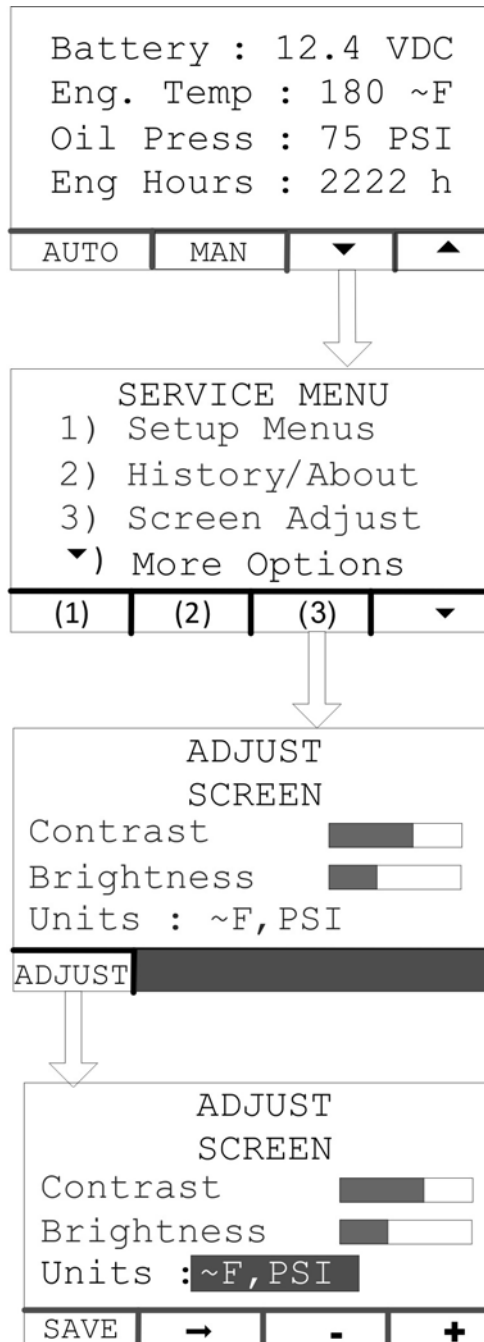 Battery : 12.4 VDC
Eng. Temp : 180 ~F
Oil Press : 75 PSI
Eng Hours : 2222 h
AUTO MAN ▼ ▲
SERVICE MENU
1) Setup Menus
2) History/About
3) Screen Adjust
▼) More Options
(1) (2) (3) ▼
ADJUST
SCREEN
Contrast
Brightness
Units : ~F,PSI
ADJUST
ADJUST
SCREEN
Contrast
Brightness
Units :~F,PSI
SAVE → - +